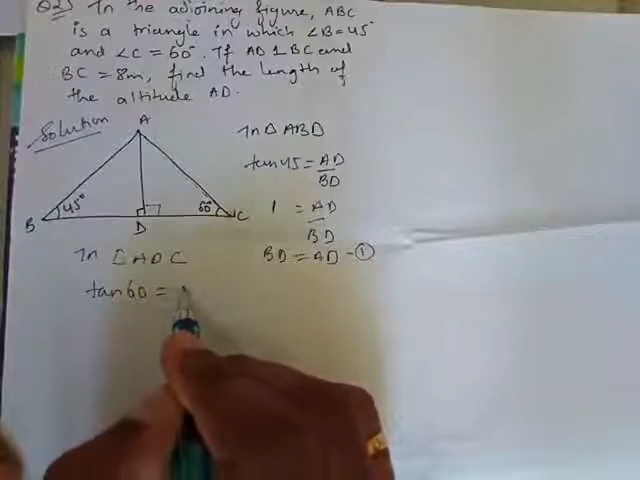 Q25 In the adjoining figure, ABC
is a triangle in which ∠B=45°
and ∠C = 60°. If AD ⊥ BC and
BC = 8m, find the length of
the altitude AD.
Solution
A
45°
60°
B
D
C
In Δ ABD
tan45 = AD/BD
1 = AD/BD
BD = AD -①
In Δ ADC
tan60 =